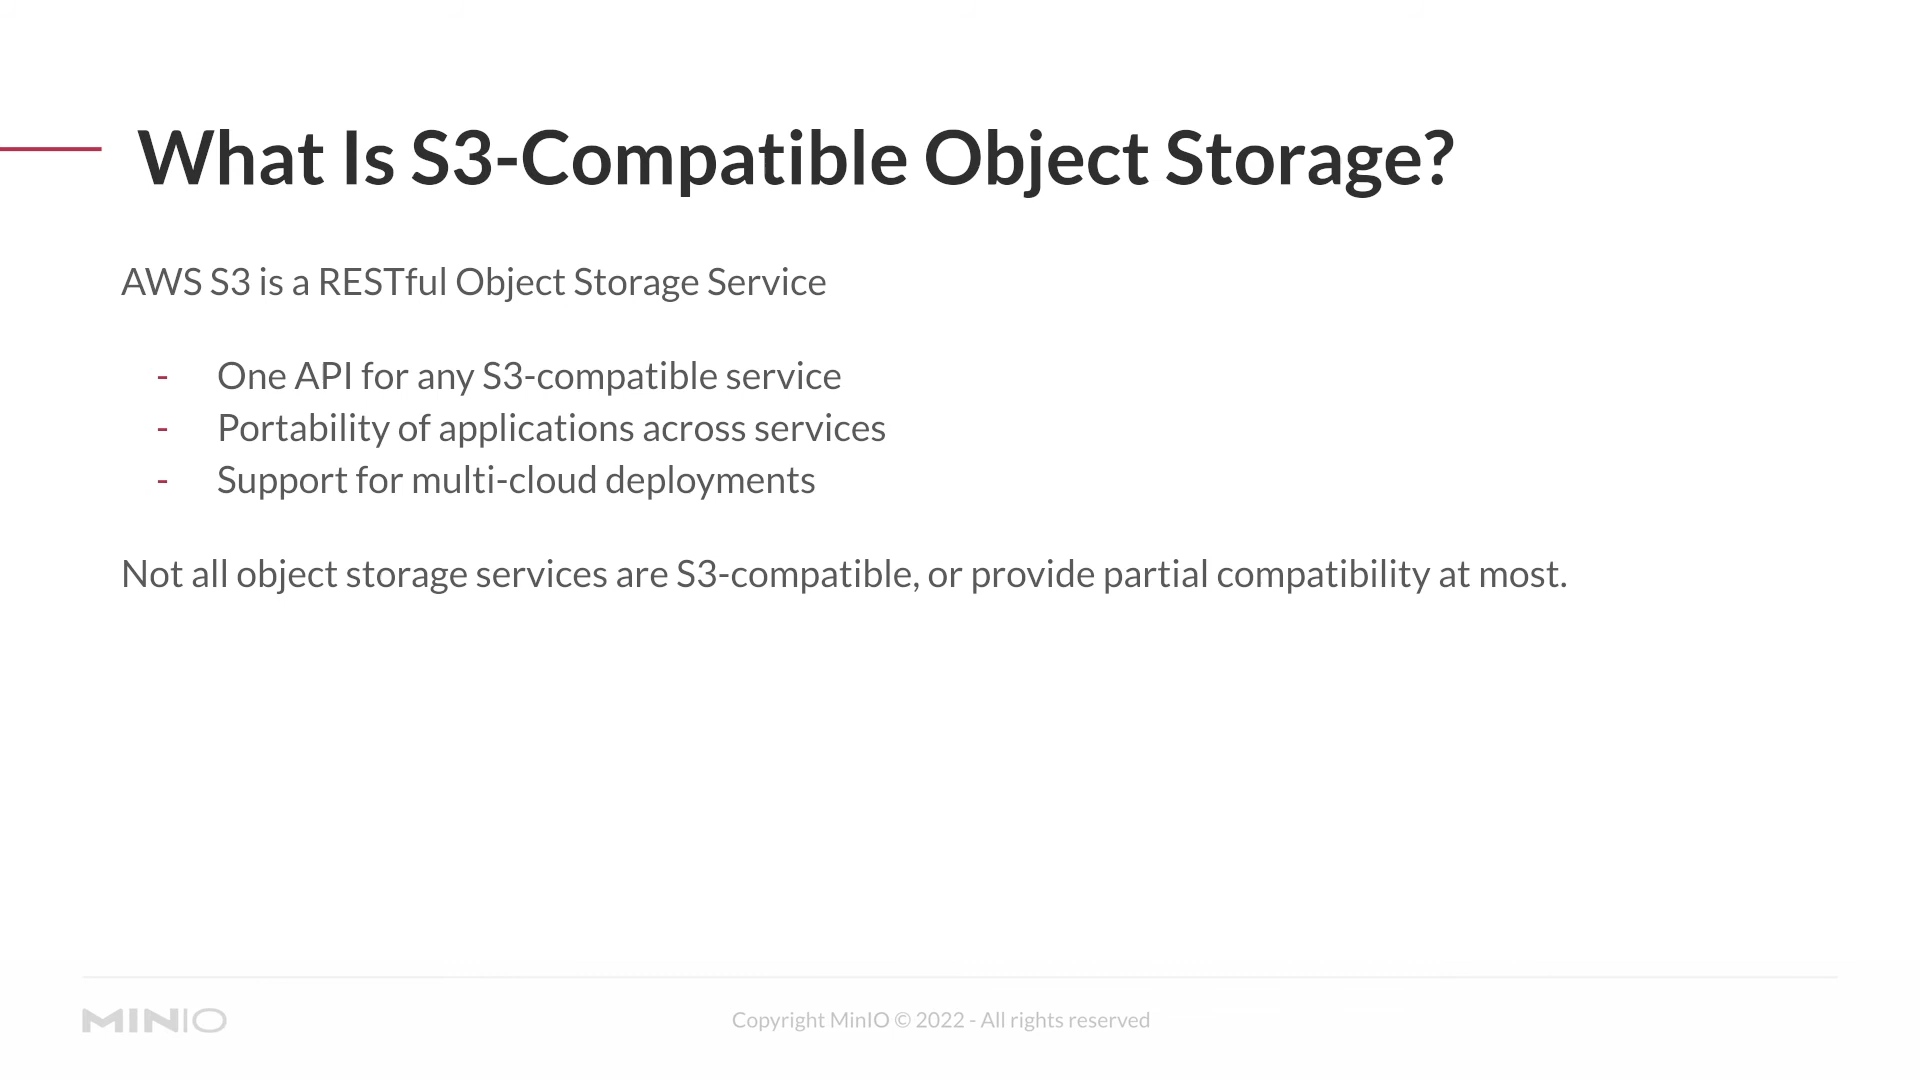 What Is S3-Compatible Object Storage?
AWS S3 is a RESTful Object Storage Service
- One API for any S3-compatible service
- Portability of applications across services
- Support for multi-cloud deployments
Not all object storage services are S3-compatible, or provide partial compatibility at most.
MINIO
Copyright MinIO © 2022 - All rights reserved